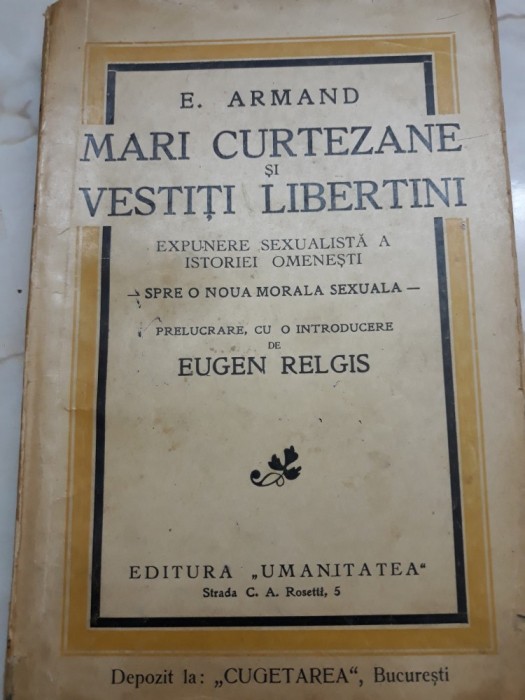 E. ARMAND
MARI CURTEZANE
ȘI
VESTIȚI LIBERTINI
EXPUNERE SEXUALISTĂ A
ISTORIEI OMENEȘTI
— SPRE O NOUA MORALA SEXUALA —
PRELUCRARE, CU O INTRODUCERE
DE
EUGEN RELGIS
EDITURA „UMANITATEA"
Strada C. A. Rosetti, 5
Depozit la: „CUGETAREA", București